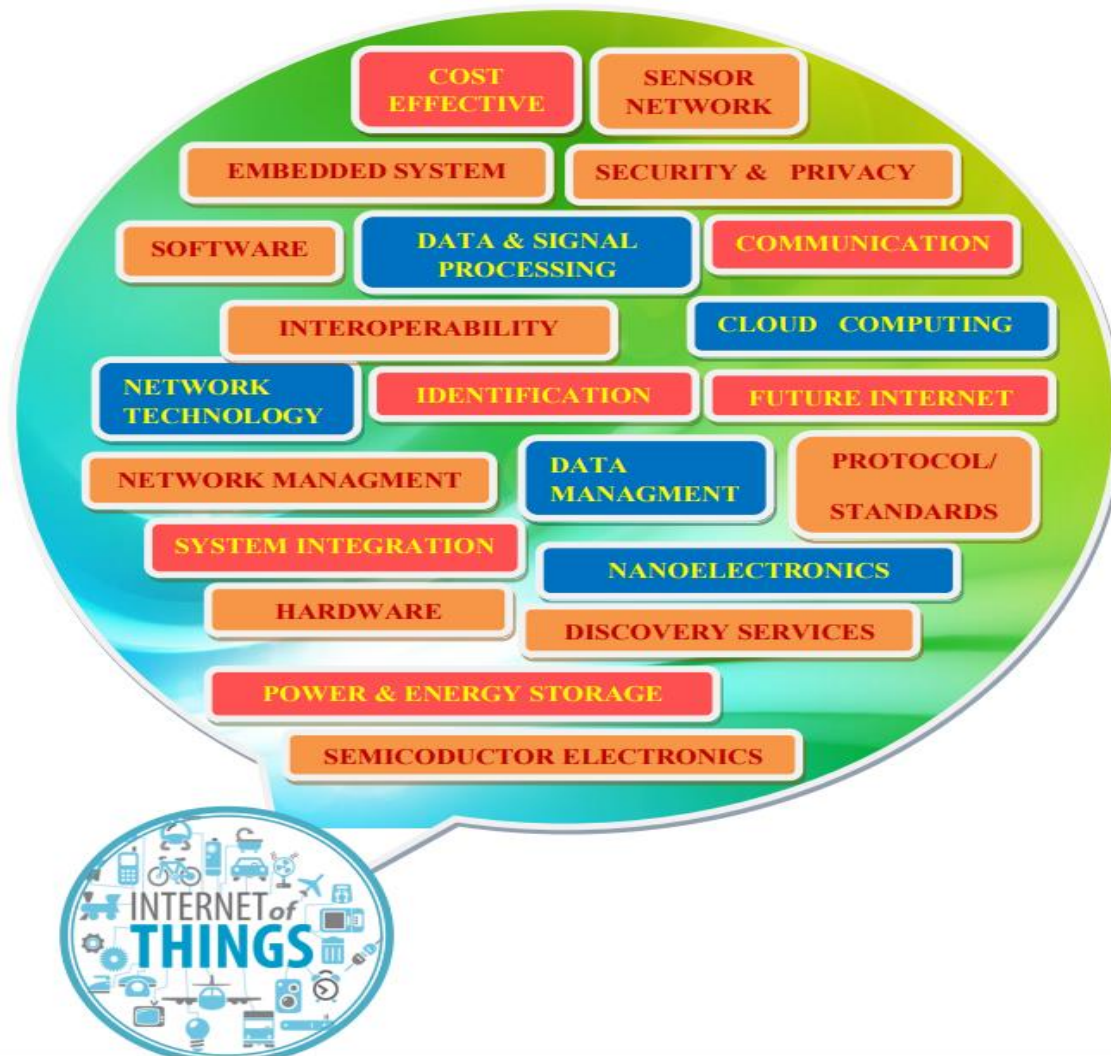 COST
EFFECTIVE
SENSOR
NETWORK
EMBEDDED SYSTEM
SECURITY & PRIVACY
SOFTWARE
DATA & SIGNAL
PROCESSING
COMMUNICATION
INTEROPERABILITY
CLOUD COMPUTING
NETWORK
TECHNOLOGY
IDENTIFICATION
FUTURE INTERNET
NETWORK MANAGMENT
DATA
MANAGMENT
PROTOCOL/
STANDARDS
SYSTEM INTEGRATION
NANOELECTRONICS
HARDWARE
DISCOVERY SERVICES
POWER & ENERGY STORAGE
SEMICODUCTOR ELECTRONICS
INTERNET of
THINGS